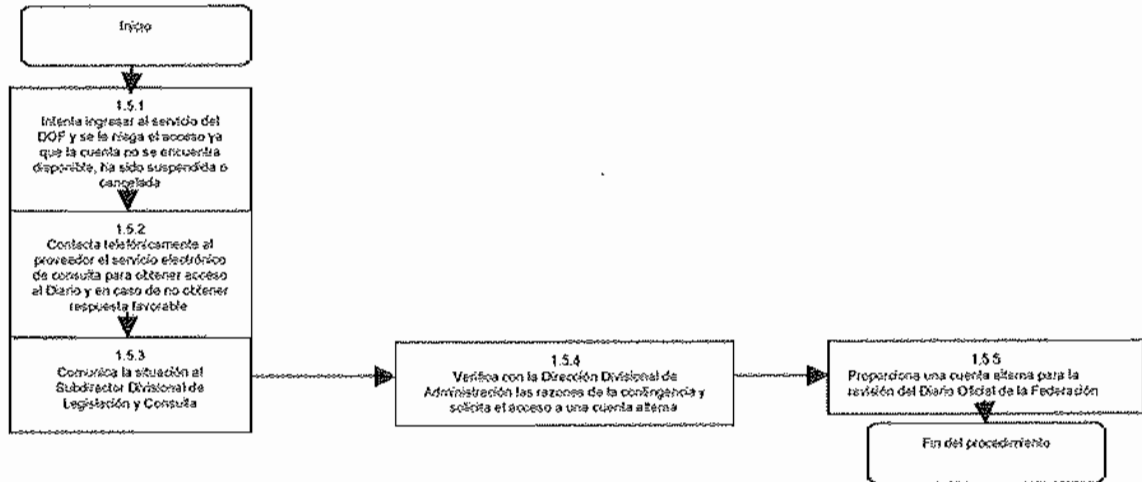 Inicio
1.5.1
Intenta ingresar al servicio del
DOF y se le niega el acceso ya
que la cuenta no se encuentra
disponible, ha sido suspendida o
cancelada
1.5.2
Contacta telefónicamente al
proveedor el servicio electrónico
de consulta para obtener acceso
al Diario y en caso de no obtener
respuesta favorable
1.5.3
Comunica la situación al
Subdirector Divisional de
Legislación y Consulta
1.5.4
Verifica con la Dirección Divisional de
Administración las razones de la contingencia y
solicita el acceso a una cuenta alterna
1.5.5
Proporciona una cuenta alterna para la
revisión del Diario Oficial de la Federación
Fin del procedimiento